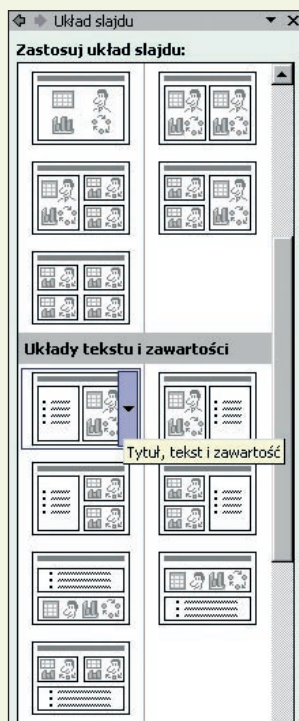 Układ slajdu
Zastosuj układ slajdu:
Układy tekstu i zawartości
Tytuł, tekst i zawartość